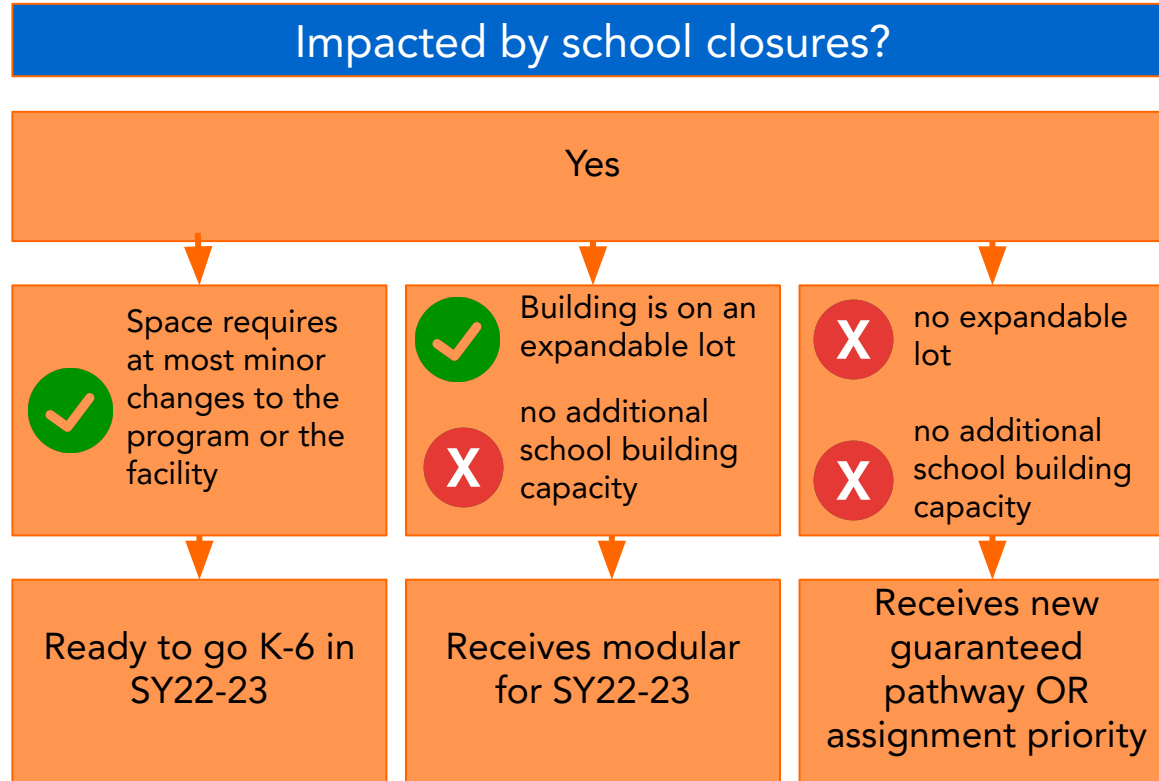 Impacted by school closures?
Yes
Space requires
at most minor
changes to the
program or the
facility
Building is on an
expandable lot
X
no additional
school building
capacity
X
no expandable
lot
X
no additional
school building
capacity
Ready to go K-6 in
SY22-23
Receives modular
for SY22-23
Receives new
guaranteed
pathway OR
assignment priority